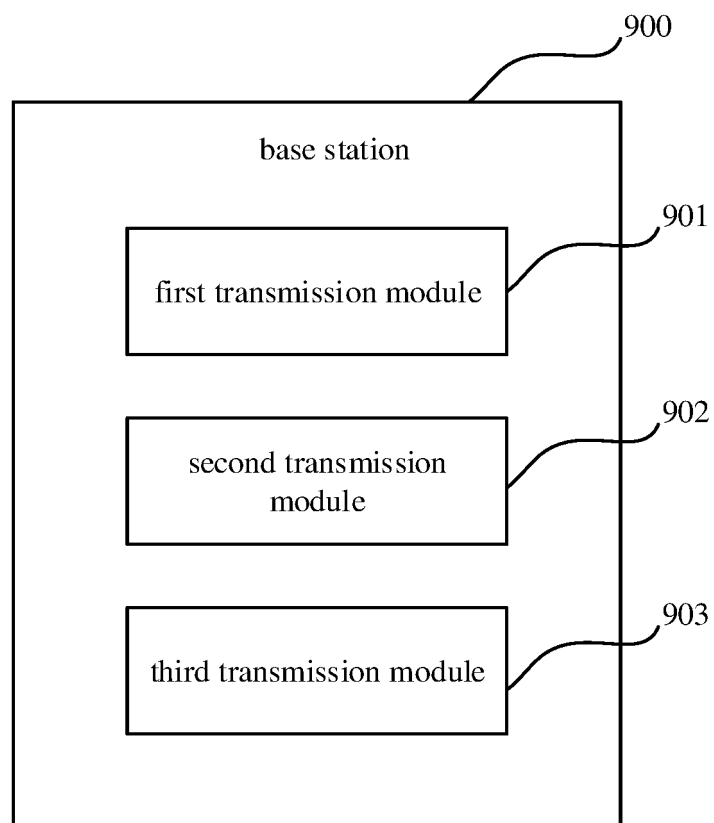 900
base station
901
first transmission module
902
second transmission
module
903
third transmission module